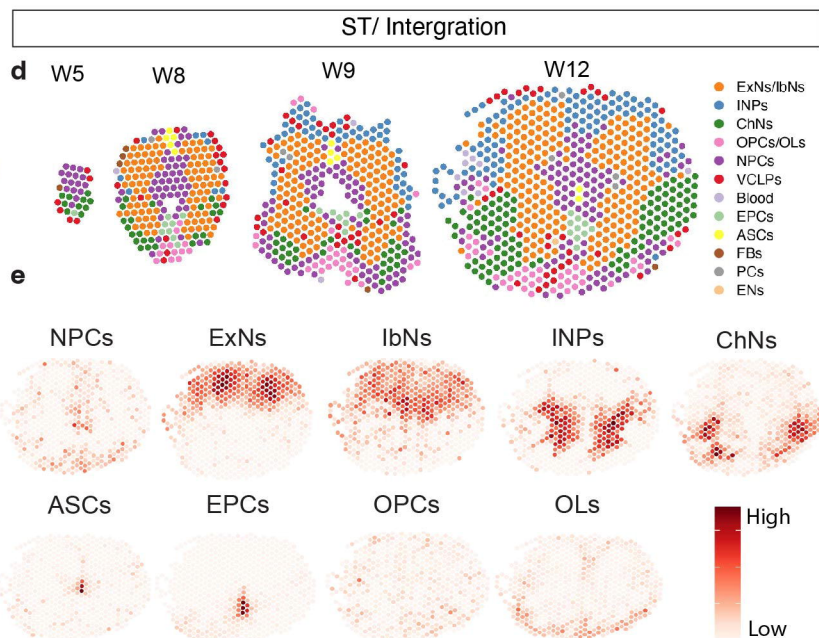 ST/ Intergration
d
W5
W8
W9
W12
ExNs/IbNs
INPs
ChNs
OPCs/OLs
NPCs
VCLPs
Blood
EPCs
ASCs
FBs
PCs
ENs
e
NPCs
ExNs
IbNs
INPs
ChNs
ASCs
EPCs
OPCs
OLs
High
Low